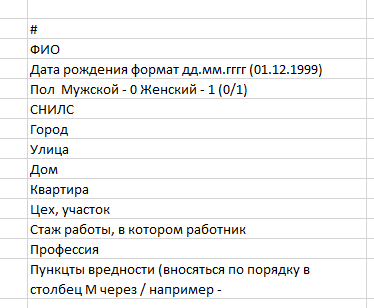 #
ФИО
Дата рождения формат дд.мм.гггг (01.12.1999)
Пол  Мужской - 0 Женский - 1 (0/1)
СНИЛС
Город
Улица
Дом
Квартира
Цех, участок
Стаж работы, в котором работник
Профессия
Пункцты вредности (вносяться по порядку в
столбец М через / например -